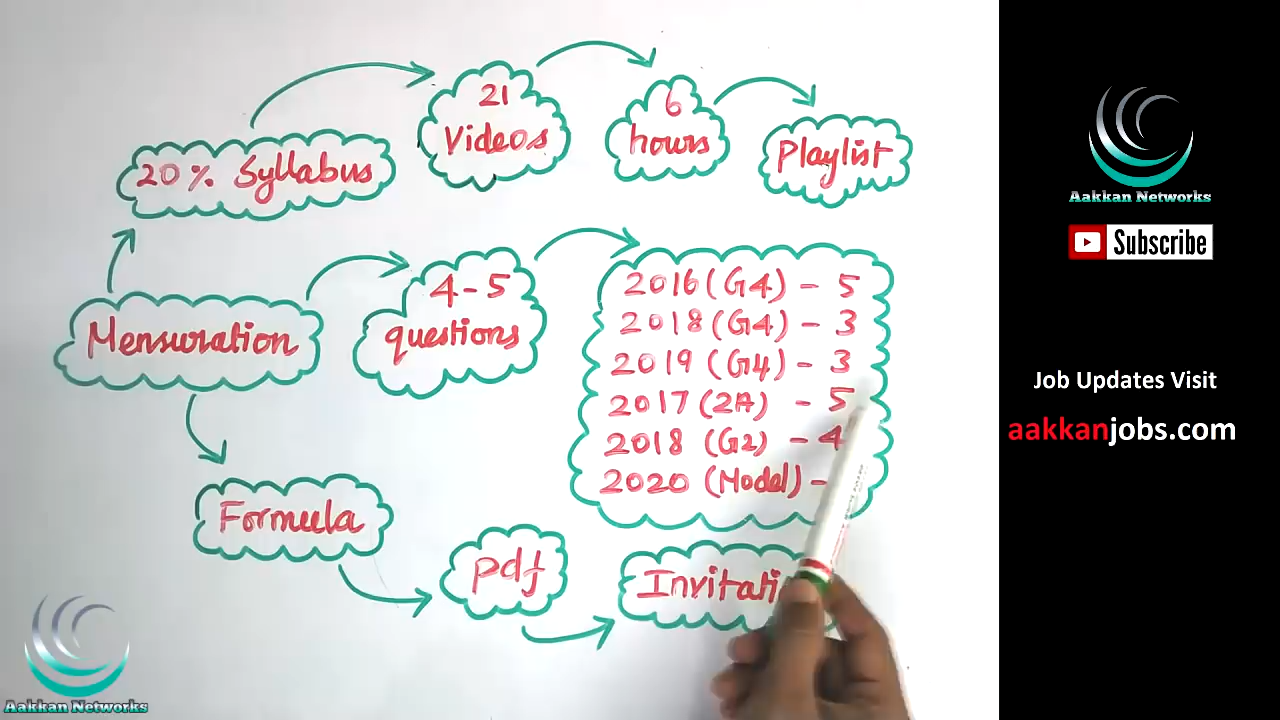 20% Syllabus
21
Videos
6
hours
Playlist
Mensuration
4-5
questions
2016 (G4) - 5
2018 (G4) - 3
2019 (G4) - 3
2017 (2A) - 5
2018 (G2) - 4
2020 (Model) -
Formula
pdf
Aakkan Networks
Aakkan Networks
Subscribe
Job Updates Visit
aakkanjobs.com